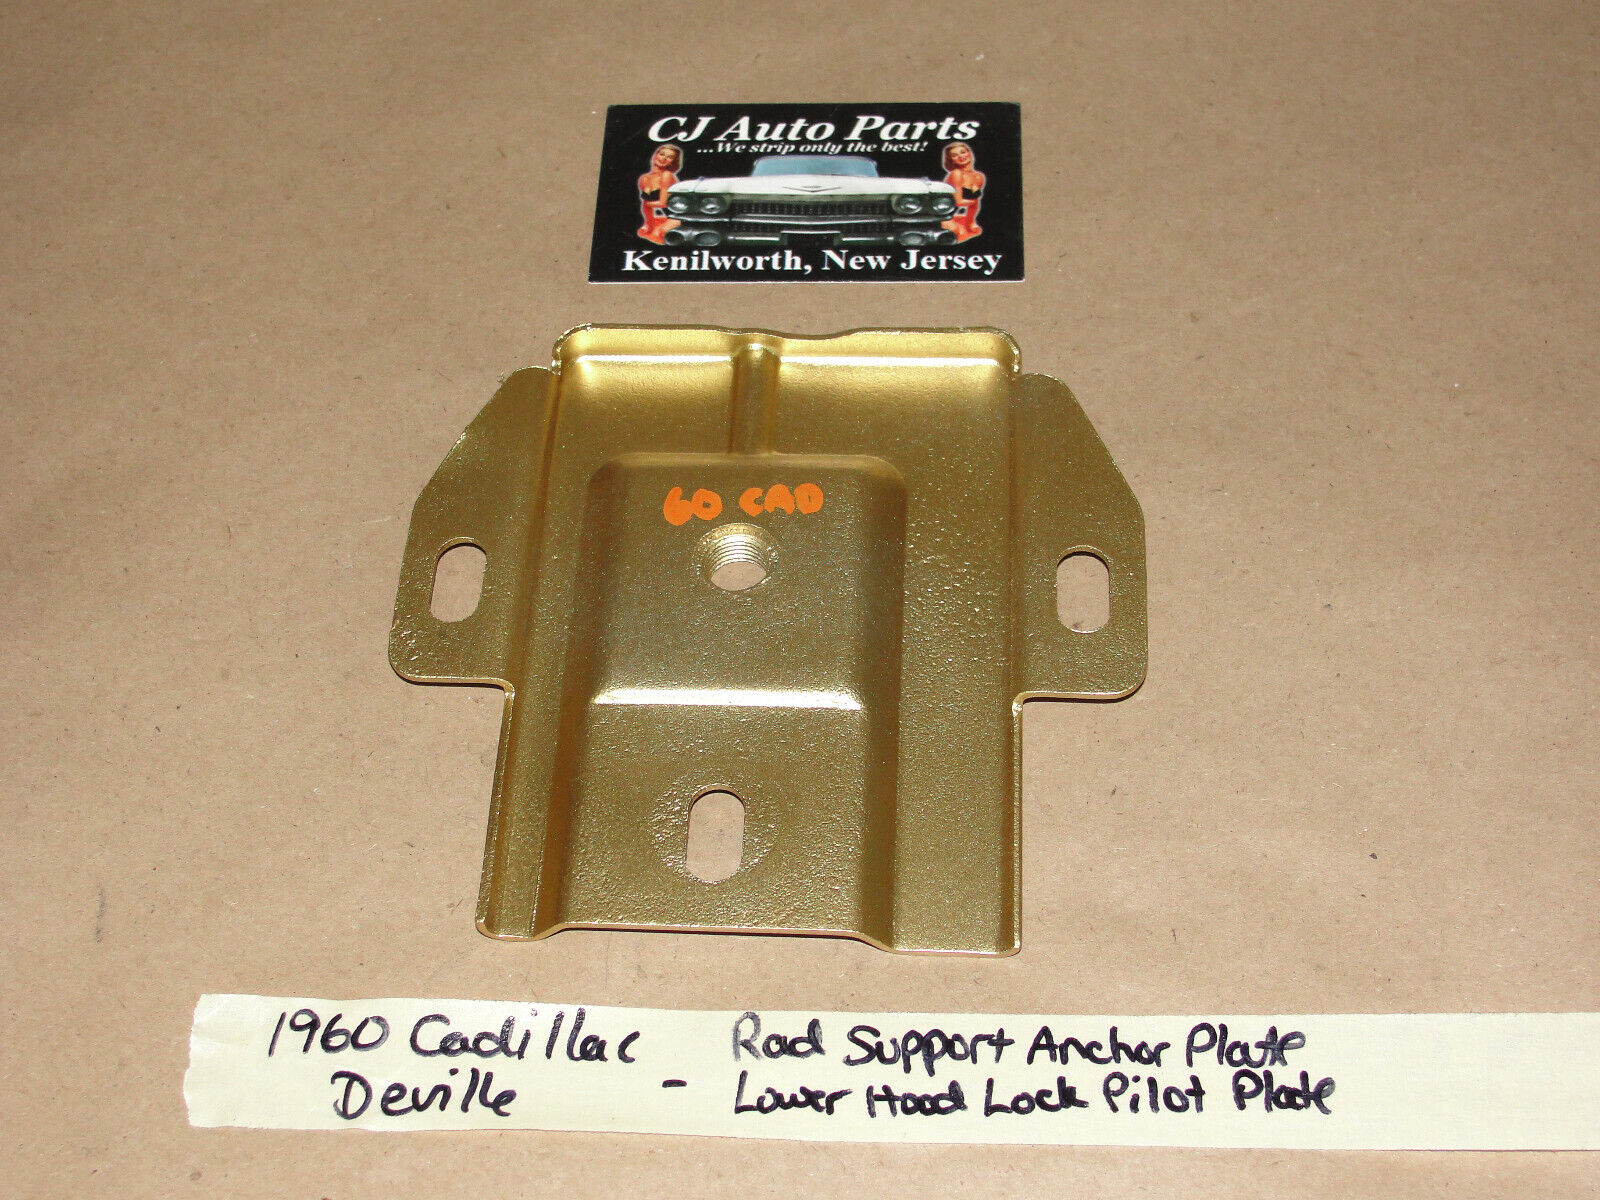 CJ Auto Parts
...We strip only the best!
Kenilworth, New Jersey
60 CAD
1960 Cadillac Deville - Rad Support Anchor Plate
Lower Hood Lock Pilot Plate